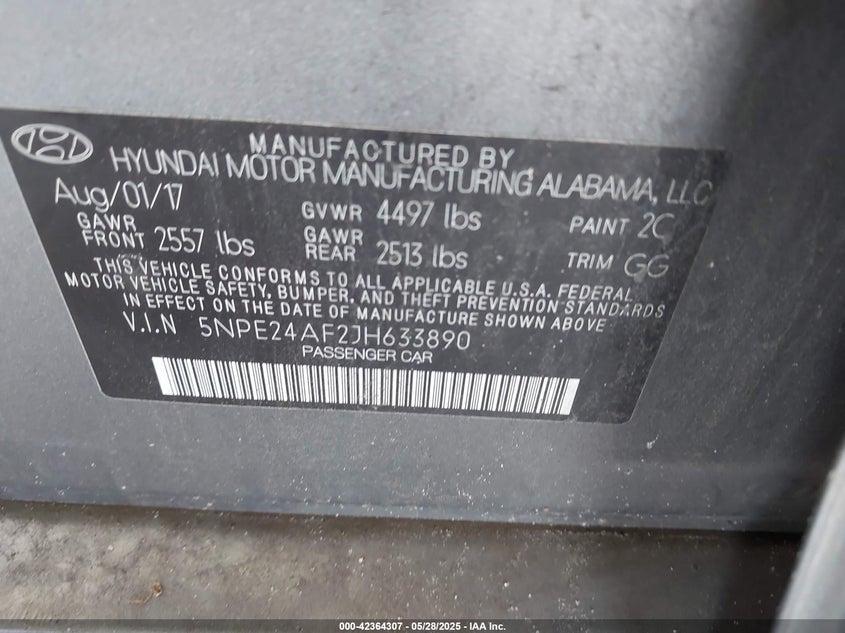 MANUFACTURED BY
HYUNDAI MOTOR MANUFACTURING ALABAMA, LLC
Aug/01/17 GVWR 4497 lbs PAINT 2C
GAWR FRONT 2557 lbs GAWR REAR 2513 lbs TRIM GG
THIS VEHICLE CONFORMS TO ALL APPLICABLE U.S.A. FEDERAL
MOTOR VEHICLE SAFETY, BUMPER, AND THEFT PREVENTION STANDARDS
IN EFFECT ON THE DATE OF MANUFACTURE SHOWN ABOVE
V.I.N 5NPE24AF2JH633890
PASSENGER CAR
000-42364307 / 05/28/2025 - IAA Inc.